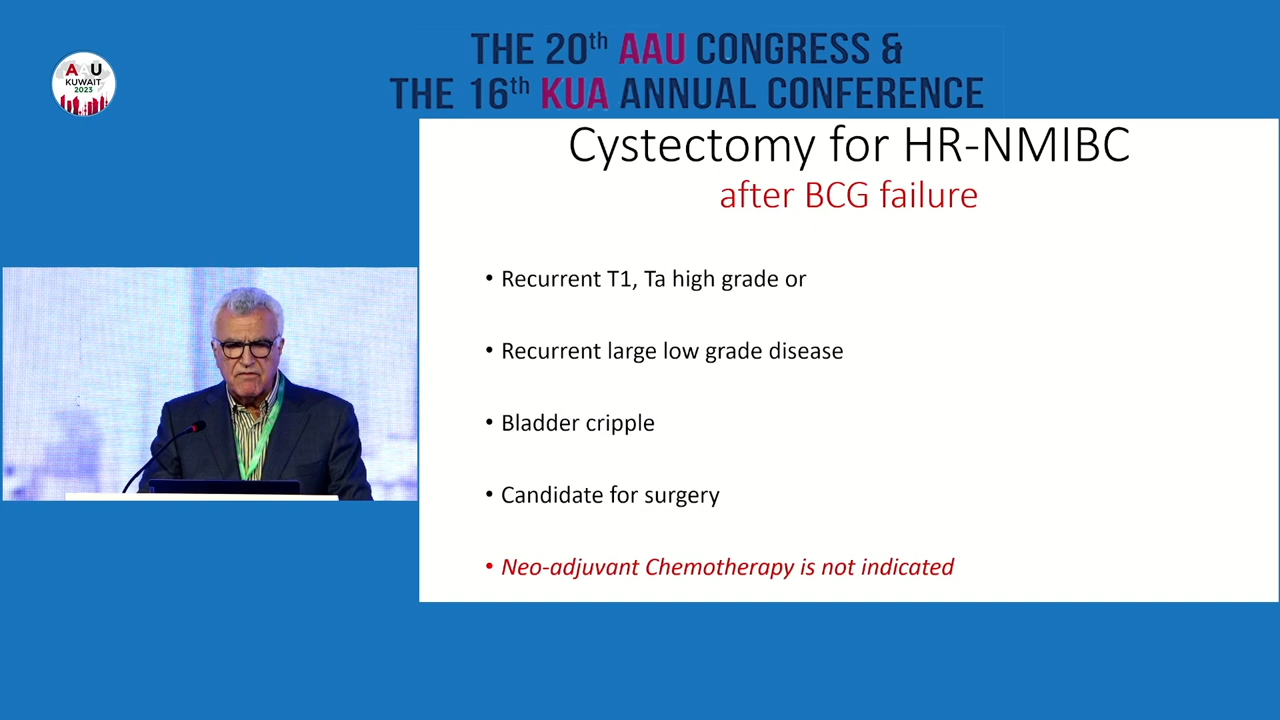 AAU
KUWAIT
2023
THE 20th AAU CONGRESS &
THE 16th KUA ANNUAL CONFERENCE
Cystectomy for HR-NMIBC
after BCG failure
• Recurrent T1, Ta high grade or
• Recurrent large low grade disease
• Bladder cripple
• Candidate for surgery
• Neo-adjuvant Chemotherapy is not indicated